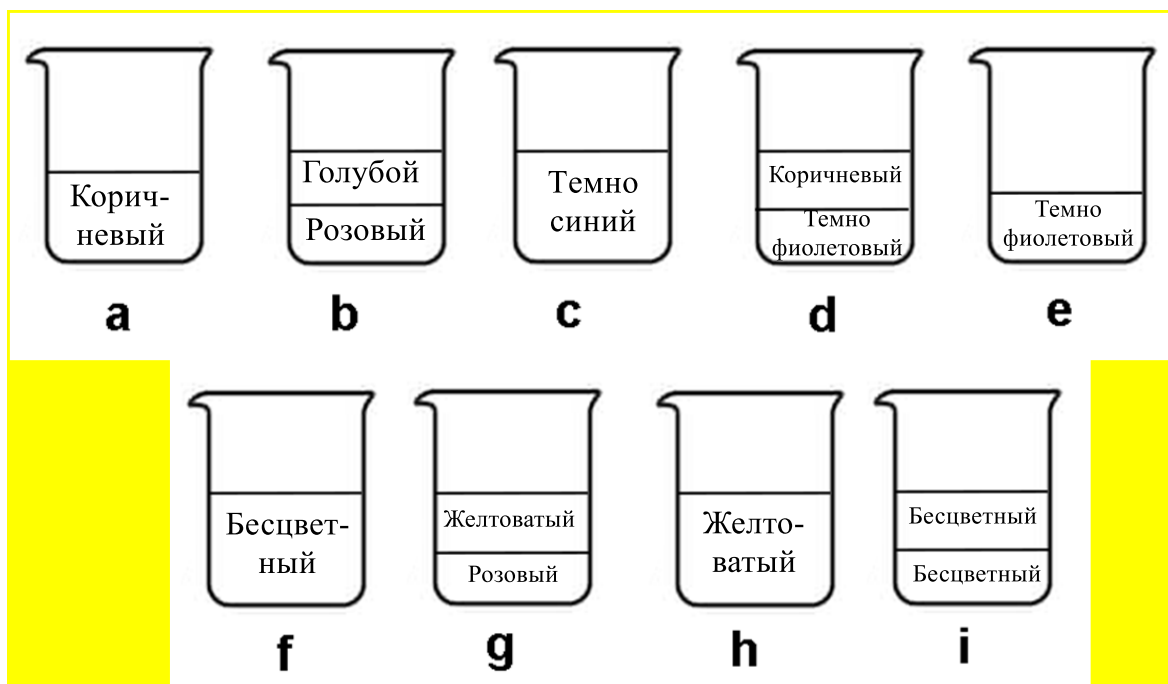 Корич-
невый
Голубой
Розовый
Темно
синий
Коричневый
Темно
фиолетовый
Темно
фиолетовый
a
b
c
d
e
Бесцвет-
ный
Желтоватый
Розовый
Желто-
ватый
Бесцветный
Бесцветный
f
g
h
i